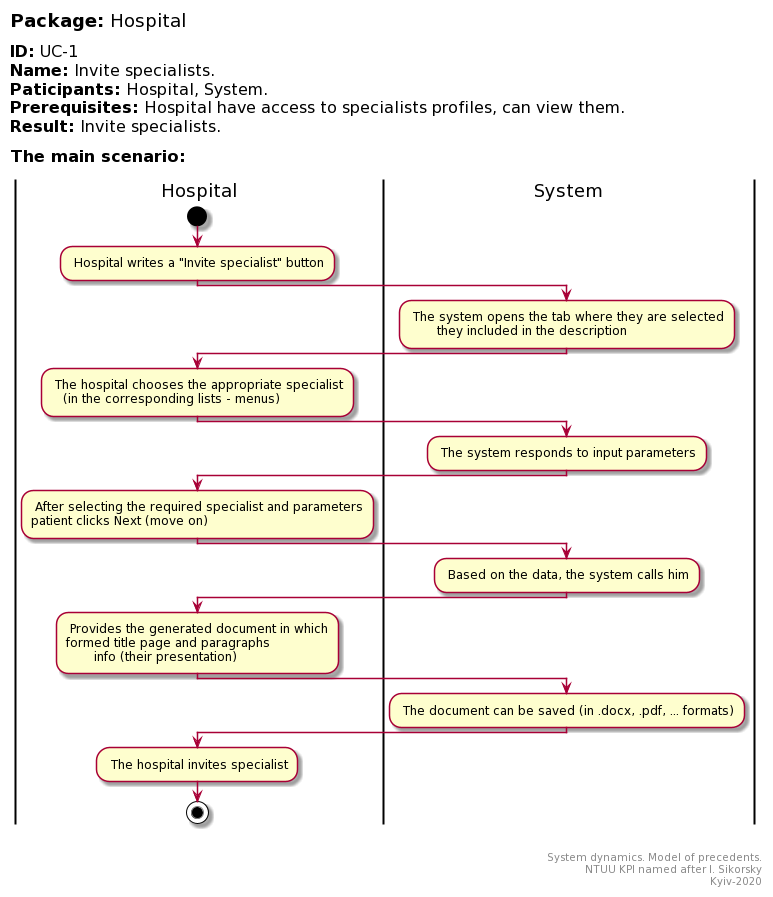 Package: Hospital
ID: UC-1
Name: Invite specialists.
Paticipants: Hospital, System.
Prerequisites: Hospital have access to specialists profiles, can view them.
Result: Invite specialists.
The main scenario:
Hospital
System
Hospital writes a "Invite specialist" button
The system opens the tab where they are selected
they included in the description
The hospital chooses the appropriate specialist
(in the corresponding lists - menus)
The system responds to input parameters
After selecting the required specialist and parameters
patient clicks Next (move on)
Based on the data, the system calls him
Provides the generated document in which
formed title page and paragraphs
info (their presentation)
The document can be saved (in .docx, .pdf, ... formats)
The hospital invites specialist
System dynamics. Model of precedents.
NTUU KPI named after I. Sikorsky
Kyiv-2020